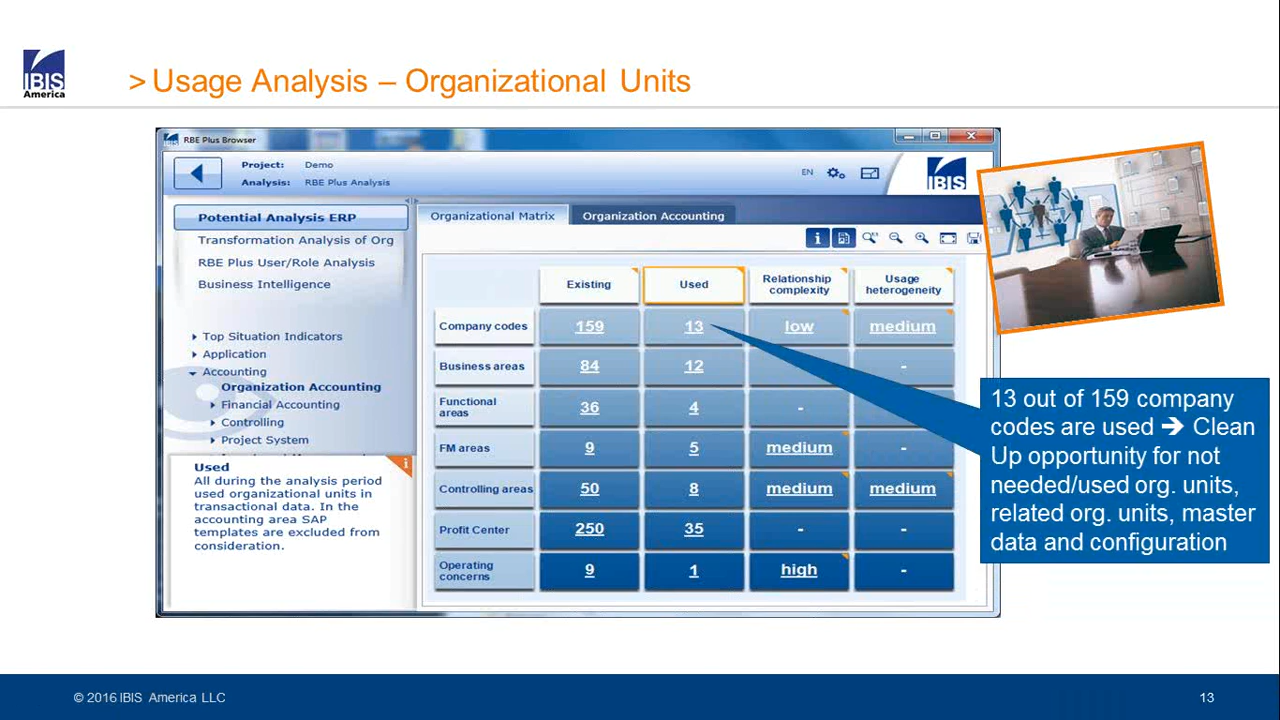 IBIS
America
> Usage Analysis – Organizational Units
RBE Plus Browser
Project: Demo
Analysis: RBE Plus Analysis
EN
IBIS
Potential Analysis ERP
Transformation Analysis of Org
RBE Plus User/Role Analysis
Business Intelligence
Top Situation Indicators
Application
Accounting
Organization Accounting
Financial Accounting
Controlling
Project System
Used
All during the analysis period
used organizational units in
transactional data. In the
accounting area SAP
templates are excluded from
consideration.
Organizational Matrix Organization Accounting
Existing Used Relationship complexity Usage heterogeneity
Company codes 159 13 low medium
Business areas 84 12 -
Functional areas 36 4 -
FM areas 9 5 medium -
Controlling areas 50 8 medium medium
Profit Center 250 35 - -
Operating concerns 9 1 high -
13 out of 159 company
codes are used ➔ Clean
Up opportunity for not
needed/used org. units,
related org. units, master
data and configuration
© 2016 IBIS America LLC
13